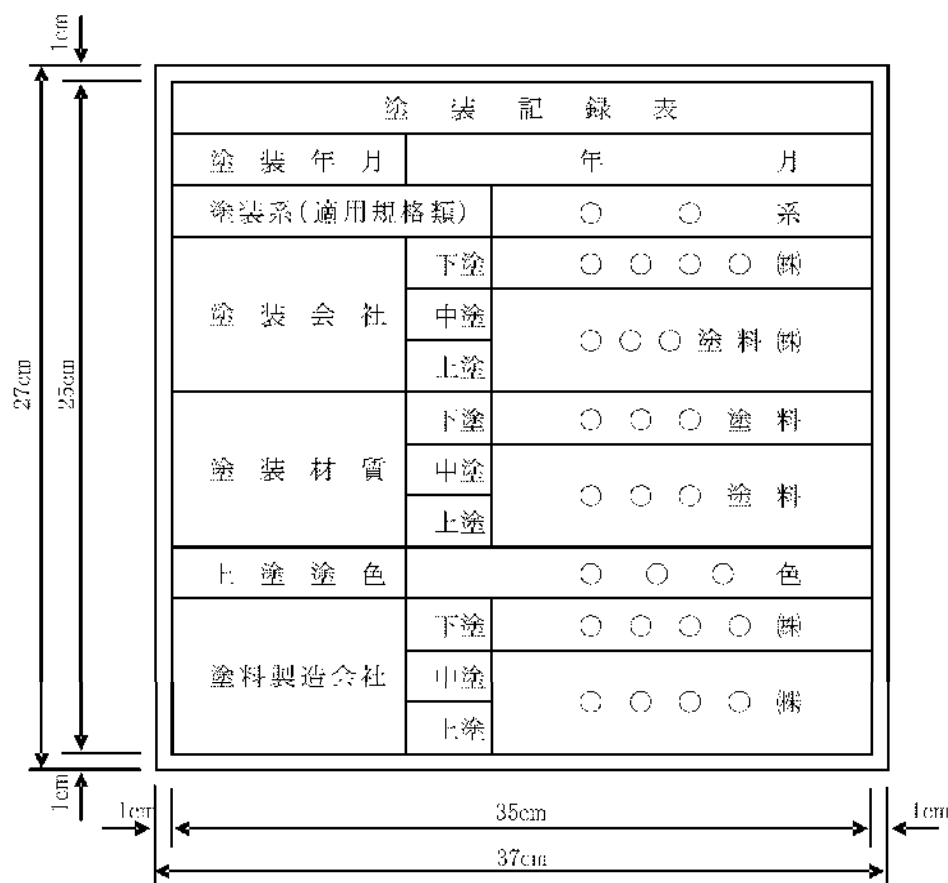 1cm
塗装記録表
塗装年月 年 月
塗装系(適用規格類) ○ ○ 系
塗装会社 下塗 ○○○○㈱
中塗 ○○○塗料㈱
上塗
塗装材質 下塗 ○○○塗料
中塗 ○○○塗料
上塗
上塗塗色 ○○○色
塗料製造会社 下塗 ○○○○㈱
中塗 ○○○○㈱
上塗
27cm
25cm
1cm
1cm
35cm
1cm
37cm